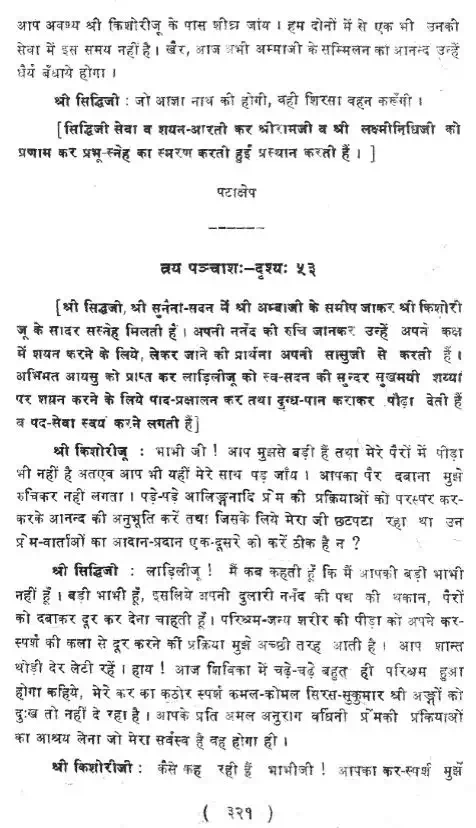 आप अवश्य श्री किशोरीजू के पास शीघ्र जांय । हम दोनों में से एक भी उनकी
सेवा में इस समय नहीं है । खैर, आज अभी अम्माजी के सम्मिलन का आनन्द उन्हें
धैर्य बँधाये होगा ।
श्री सिद्धिजी : जो आज्ञा नाथ की होगी, वही शिरसा वहन करूँगी ।
[सिद्धिजी सेवा व शयन-आरती कर श्रीरामजी व श्री लक्ष्मीनिधिजी को
प्रणाम कर प्रभु-स्नेह का स्मरण करती हुई प्रस्थान करती हैं । ]
पटाक्षेप
त्रय पञ्चाशः-दृश्यः ५३
[श्री सिद्धजी, श्री सुनैना-सदन में श्री अम्बाजी के समीप जाकर श्री किशोरी
जू के सादर सस्नेह मिलती हैं । अपनी ननंद की रुचि जानकर उन्हें अपने कक्ष
में शयन करने के लिये, लेकर जाने की प्रार्थना अपनी सासुजी से करती हैं ।
अभिमत आयसु को प्राप्त कर लाड़िलीजू को स्व-सदन की सुन्दर सुखमयी शय्या
पर शयन करने के लिये पाद-प्रक्षालन कर तथा दुग्ध-पान कराकर पौढ़ा देती हैं
व पद-सेवा स्वयं करने लगती हैं]
श्री किशोरीजू : भाभी जी ! आप मुझसे बड़ी हैं तथा मेरे पैरों में पीड़ा
भी नहीं है अतएव आप भी यहीं मेरे साथ पड़ जाँय । आपका पैर दबाना मुझे
रुचिकर नही लगता । पड़े-पड़े आलिङ्गनादि प्रेम की प्रक्रियाओं को परस्पर कर-
करके आनन्द की अनुभूति करें तथा जिसके लिये मेरा जी छटपटा रहा था उन
प्रेम-वार्ताओं का आदान-प्रदान एक-दूसरे को करें ठीक है न ?
श्री सिद्धिजी : लाड़िलीजू ! मैं कब कहती हूँ कि मैं आपकी बड़ी भाभी
नहीं हूँ । बड़ी भाभी हूँ, इसलिये अपनी दुलारी ननँद की पथ की थकान, पैरों
को दबाकर दूर कर देना चाहती हूँ । परिश्रम-जन्य शरीर की पीड़ा को अपने कर-
स्पर्श की कला से दूर करने की प्रक्रिया मुझे अच्छी तरह आती है । आप शान्त
थोड़ी देर लेटी रहें । हाय ! आज शिविका में चढ़े-चढ़े बहुत ही परिश्रम हुआ
होगा कहिये, मेरे कर का कठोर स्पर्श कमल-कोमल सिरस-सुकुमार श्री अङ्गों को
दुःख तो नहीं दे रहा है । आपके प्रति अमल अनुराग वर्धिनी प्रेमकी प्रक्रियाओं
का आश्रय लेना जो मेरा सर्वस्व है वह होगा ही ।
श्री किशोरीजी : कैसे कह रही हैं भाभीजी ! आपका कर-स्पर्श मुझे
( ३२१ )